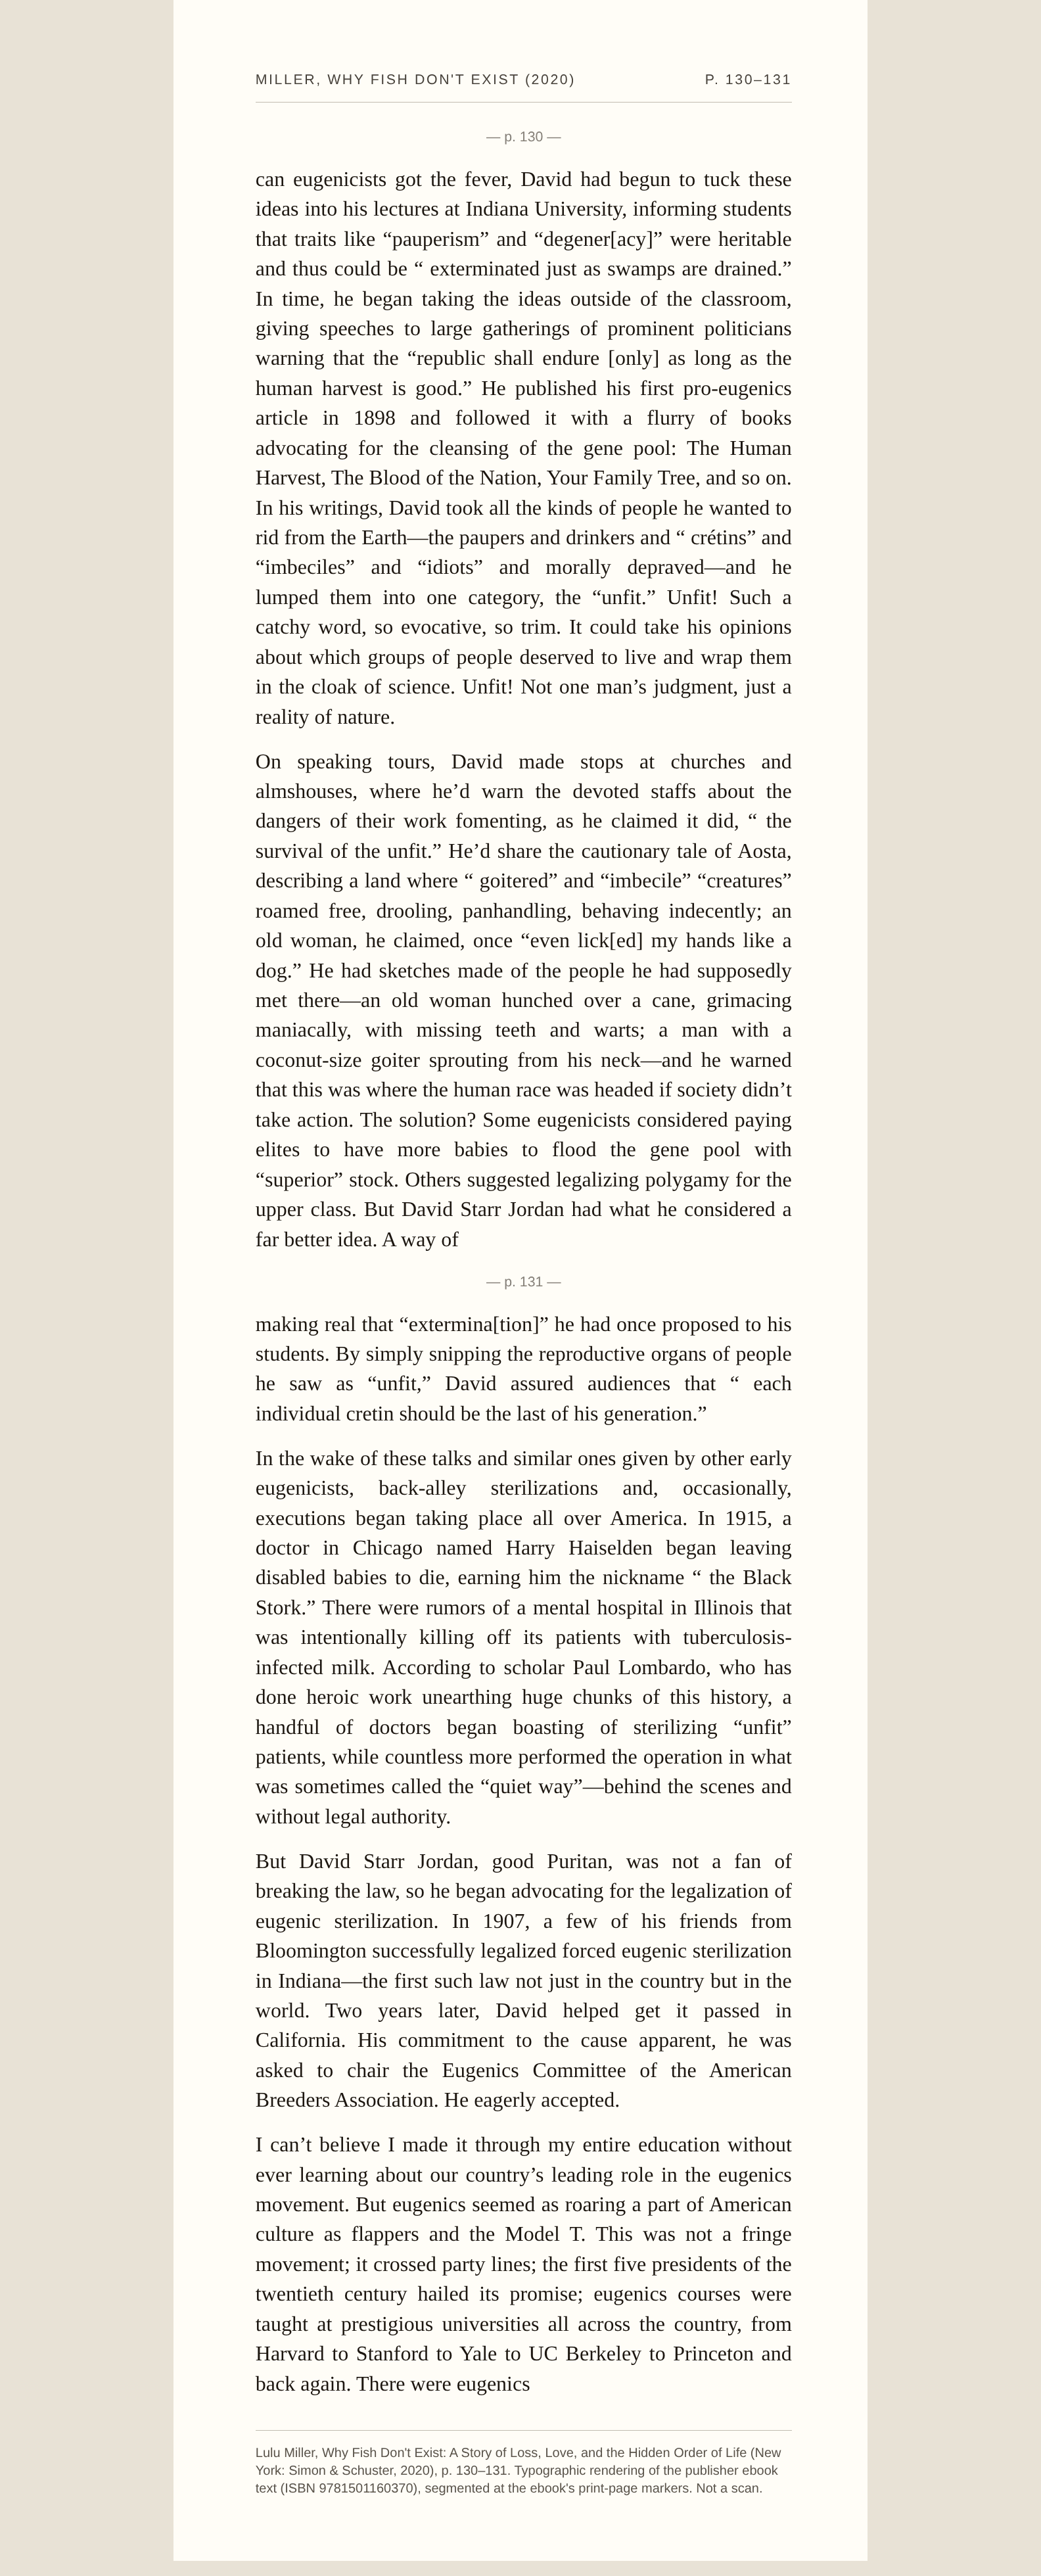 MILLER, WHY FISH DON'T EXIST (2020) P. 130–131
— p. 130 —
can eugenicists got the fever, David had begun to tuck these
ideas into his lectures at Indiana University, informing students
that traits like “pauperism” and “degener[acy]” were heritable
and thus could be “ exterminated just as swamps are drained.”
In time, he began taking the ideas outside of the classroom,
giving speeches to large gatherings of prominent politicians
warning that the “republic shall endure [only] as long as the
human harvest is good.” He published his first pro-eugenics
article in 1898 and followed it with a flurry of books
advocating for the cleansing of the gene pool: The Human
Harvest, The Blood of the Nation, Your Family Tree, and so on.
In his writings, David took all the kinds of people he wanted to
rid from the Earth—the paupers and drinkers and “ crétins” and
“imbeciles” and “idiots” and morally depraved—and he
lumped them into one category, the “unfit.” Unfit! Such a
catchy word, so evocative, so trim. It could take his opinions
about which groups of people deserved to live and wrap them
in the cloak of science. Unfit! Not one man’s judgment, just a
reality of nature.
On speaking tours, David made stops at churches and
almshouses, where he’d warn the devoted staffs about the
dangers of their work fomenting, as he claimed it did, “ the
survival of the unfit.” He’d share the cautionary tale of Aosta,
describing a land where “ goitered” and “imbecile” “creatures”
roamed free, drooling, panhandling, behaving indecently; an
old woman, he claimed, once “even lick[ed] my hands like a
dog.” He had sketches made of the people he had supposedly
met there—an old woman hunched over a cane, grimacing
maniacally, with missing teeth and warts; a man with a
coconut-size goiter sprouting from his neck—and he warned
that this was where the human race was headed if society didn’t
take action. The solution? Some eugenicists considered paying
elites to have more babies to flood the gene pool with
“superior” stock. Others suggested legalizing polygamy for the
upper class. But David Starr Jordan had what he considered a
far better idea. A way of
— p. 131 —
making real that “extermina[tion]” he had once proposed to his
students. By simply snipping the reproductive organs of people
he saw as “unfit,” David assured audiences that “ each
individual cretin should be the last of his generation.”
In the wake of these talks and similar ones given by other early
eugenicists, back-alley sterilizations and, occasionally,
executions began taking place all over America. In 1915, a
doctor in Chicago named Harry Haiselden began leaving
disabled babies to die, earning him the nickname “ the Black
Stork.” There were rumors of a mental hospital in Illinois that
was intentionally killing off its patients with tuberculosis-
infected milk. According to scholar Paul Lombardo, who has
done heroic work unearthing huge chunks of this history, a
handful of doctors began boasting of sterilizing “unfit”
patients, while countless more performed the operation in what
was sometimes called the “quiet way”—behind the scenes and
without legal authority.
But David Starr Jordan, good Puritan, was not a fan of
breaking the law, so he began advocating for the legalization of
eugenic sterilization. In 1907, a few of his friends from
Bloomington successfully legalized forced eugenic sterilization
in Indiana—the first such law not just in the country but in the
world. Two years later, David helped get it passed in
California. His commitment to the cause apparent, he was
asked to chair the Eugenics Committee of the American
Breeders Association. He eagerly accepted.
I can’t believe I made it through my entire education without
ever learning about our country’s leading role in the eugenics
movement. But eugenics seemed as roaring a part of American
culture as flappers and the Model T. This was not a fringe
movement; it crossed party lines; the first five presidents of the
twentieth century hailed its promise; eugenics courses were
taught at prestigious universities all across the country, from
Harvard to Stanford to Yale to UC Berkeley to Princeton and
back again. There were eugenics
Lulu Miller, Why Fish Don't Exist: A Story of Loss, Love, and the Hidden Order of Life (New
York: Simon & Schuster, 2020), p. 130–131. Typographic rendering of the publisher ebook
text (ISBN 9781501160370), segmented at the ebook's print-page markers. Not a scan.